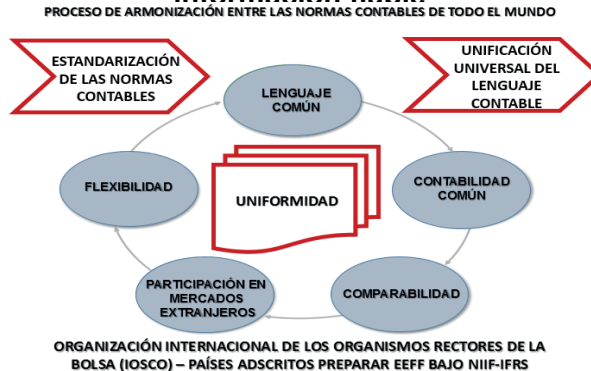 PROCESO DE ARMONIZACIÓN ENTRE LAS NORMAS CONTABLES DE TODO EL MUNDO
ESTANDARIZACIÓN
DE LAS NORMAS
CONTABLES
UNIFICACIÓN
UNIVERSAL DEL
LENGUAJE
CONTABLE
LENGUAJE
COMÚN
FLEXIBILIDAD
UNIFORMIDAD
CONTABILIDAD
COMÚN
PARTICIPACIÓN EN
MERCADOS
EXTRANJEROS
COMPARABILIDAD
ORGANIZACIÓN INTERNACIONAL DE LOS ORGANISMOS RECTORES DE LA
BOLSA (IOSCO) – PAÍSES ADSCRITOS PREPARAR EEFF BAJO NIIF-IFRS